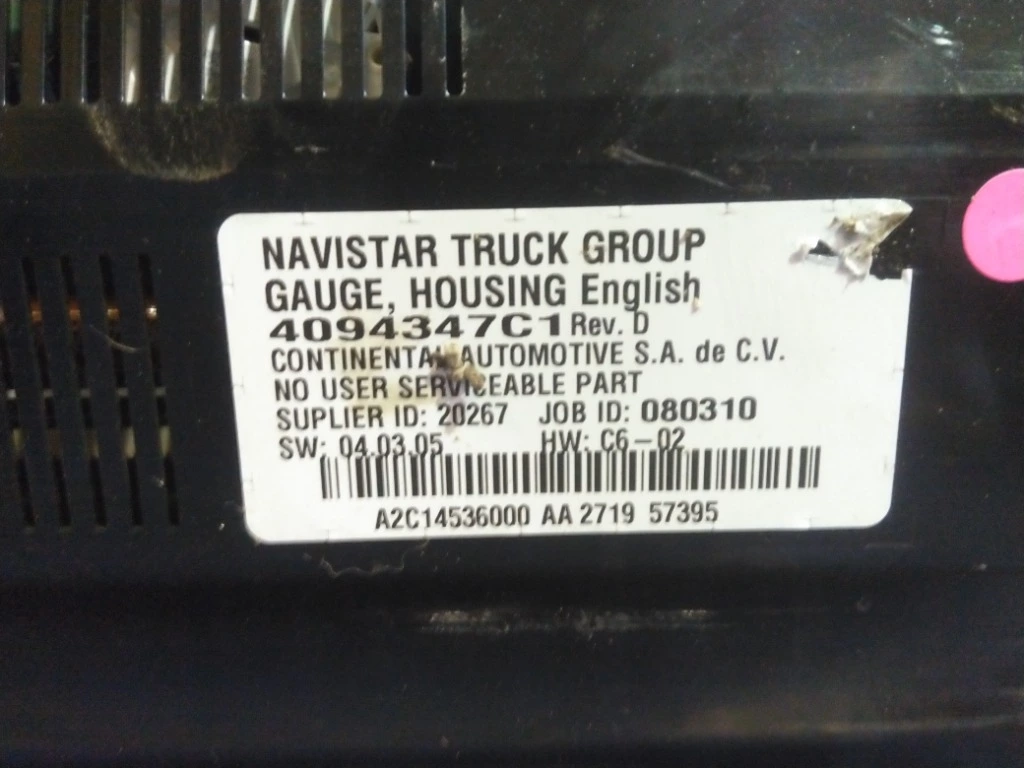 NAVISTAR TRUCK GROUP
GAUGE, HOUSING English
4094347C1 Rev. D
CONTINENTAL AUTOMOTIVE S.A. de C.V.
NO USER SERVICEABLE PART
SUPLIER ID: 20267 JOB ID: 080310
SW: 04.03.05 HW: C6-02
A2C14536000 AA 2719 57395